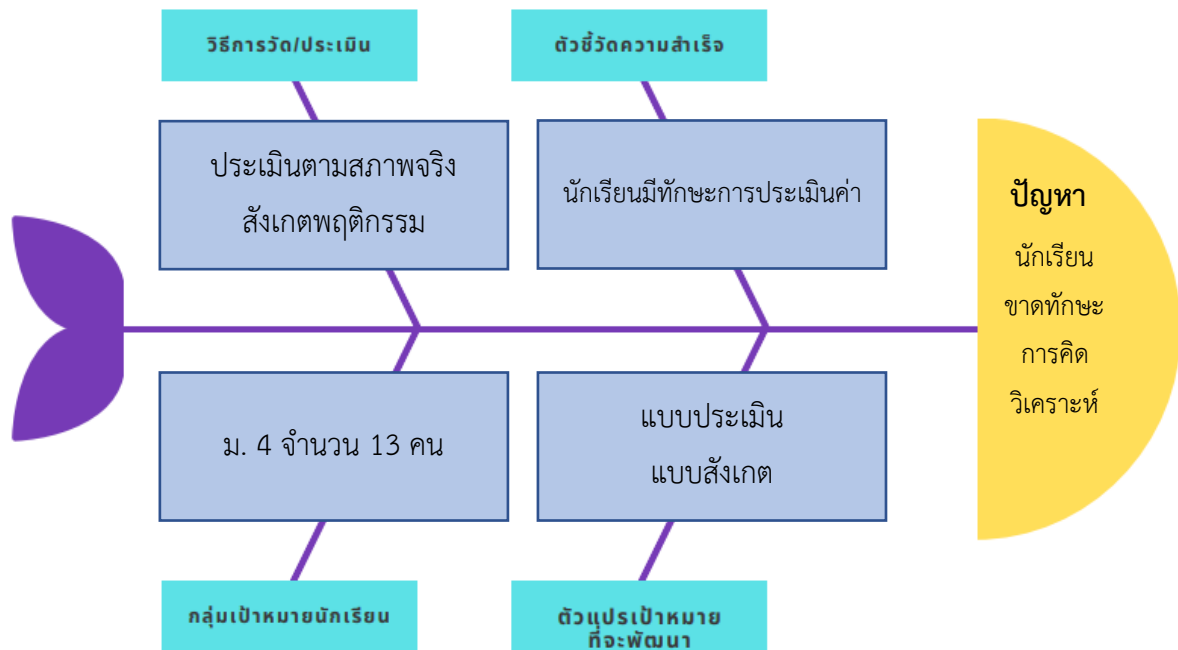 วิธีการวัด/ประเมิน
ตัวชี้วัดความสำเร็จ
ประเมินตามสภาพจริง
สังเกตพฤติกรรม
นักเรียนมีทักษะการประเมินค่า
ปัญหา
นักเรียน
ขาดทักษะ
การคิด
วิเคราะห์
ม. 4 จำนวน 13 คน
แบบประเมิน
แบบสังเกต
กลุ่มเป้าหมายนักเรียน
ตัวแปรเป้าหมาย
ที่จะพัฒนา